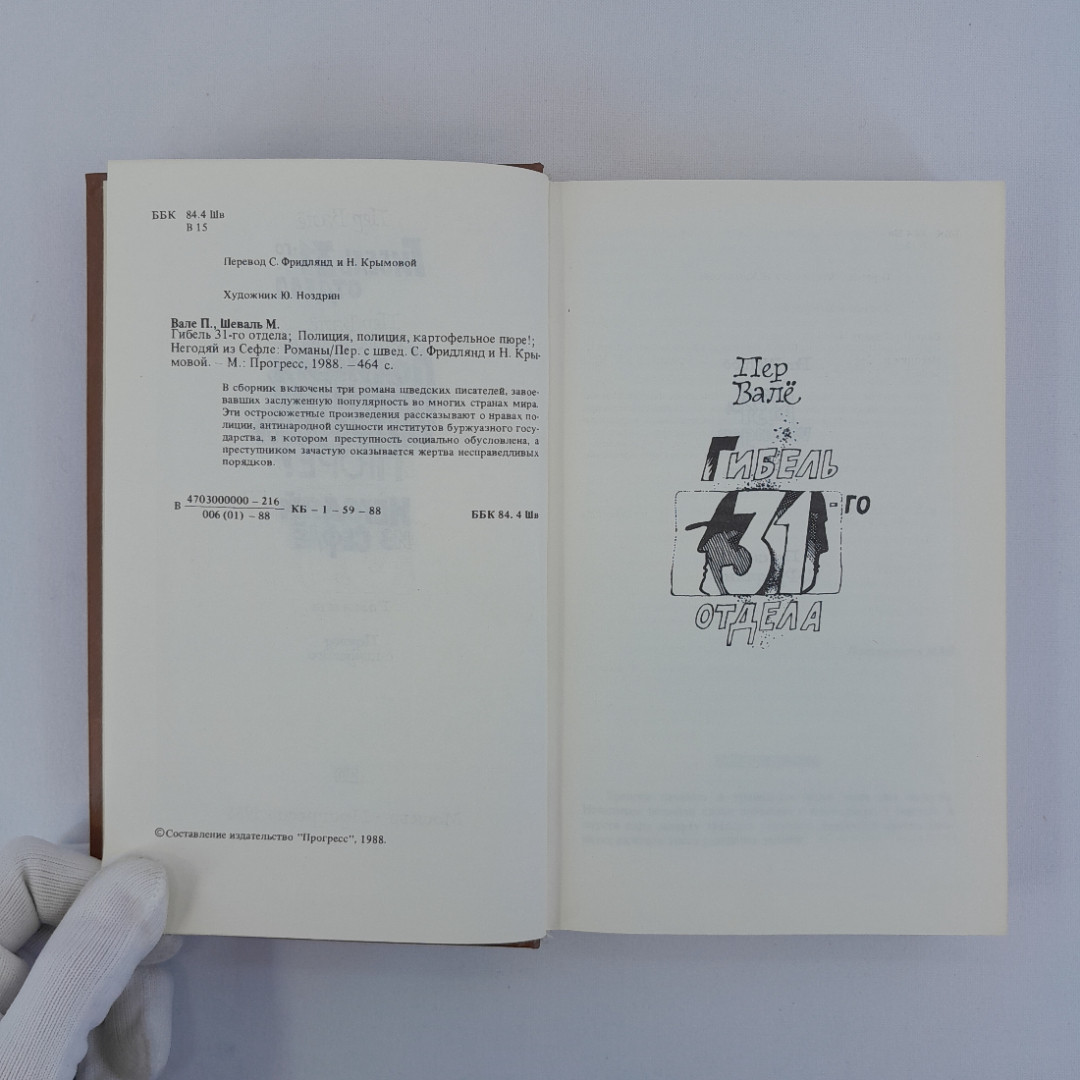 ББК 84.4 Шв
В 15
Перевод С. Фридлянд и Н. Крымовой
Художник Ю. Ноздрин
Вале П., Шеваль М.
Гибель 31-го отдела; Полиция, полиция, картофельное пюре!;
Негодяй из Сефле: Романы/Пер. с швед. С. Фридлянд и Н. Кры-
мовой. – М.: Прогресс, 1988. –464 с.
В сборник включены три романа шведских писателей, завое-
вавших заслуженную популярность во многих странах мира.
Эти остросюжетные произведения рассказывают о нравах по-
лиции, антинародной сущности институтов буржуазного госу-
дарства, в котором преступность социально обусловлена, а
преступником зачастую оказывается жертва несправедливых
порядков.
В 4703000000 – 216
006 (01) – 88
КБ – 1 – 59 – 88
ББК 84. 4 Шв
©Составление издательство "Прогресс", 1988.
Пер
Валё
Гибель
31-го
отдела